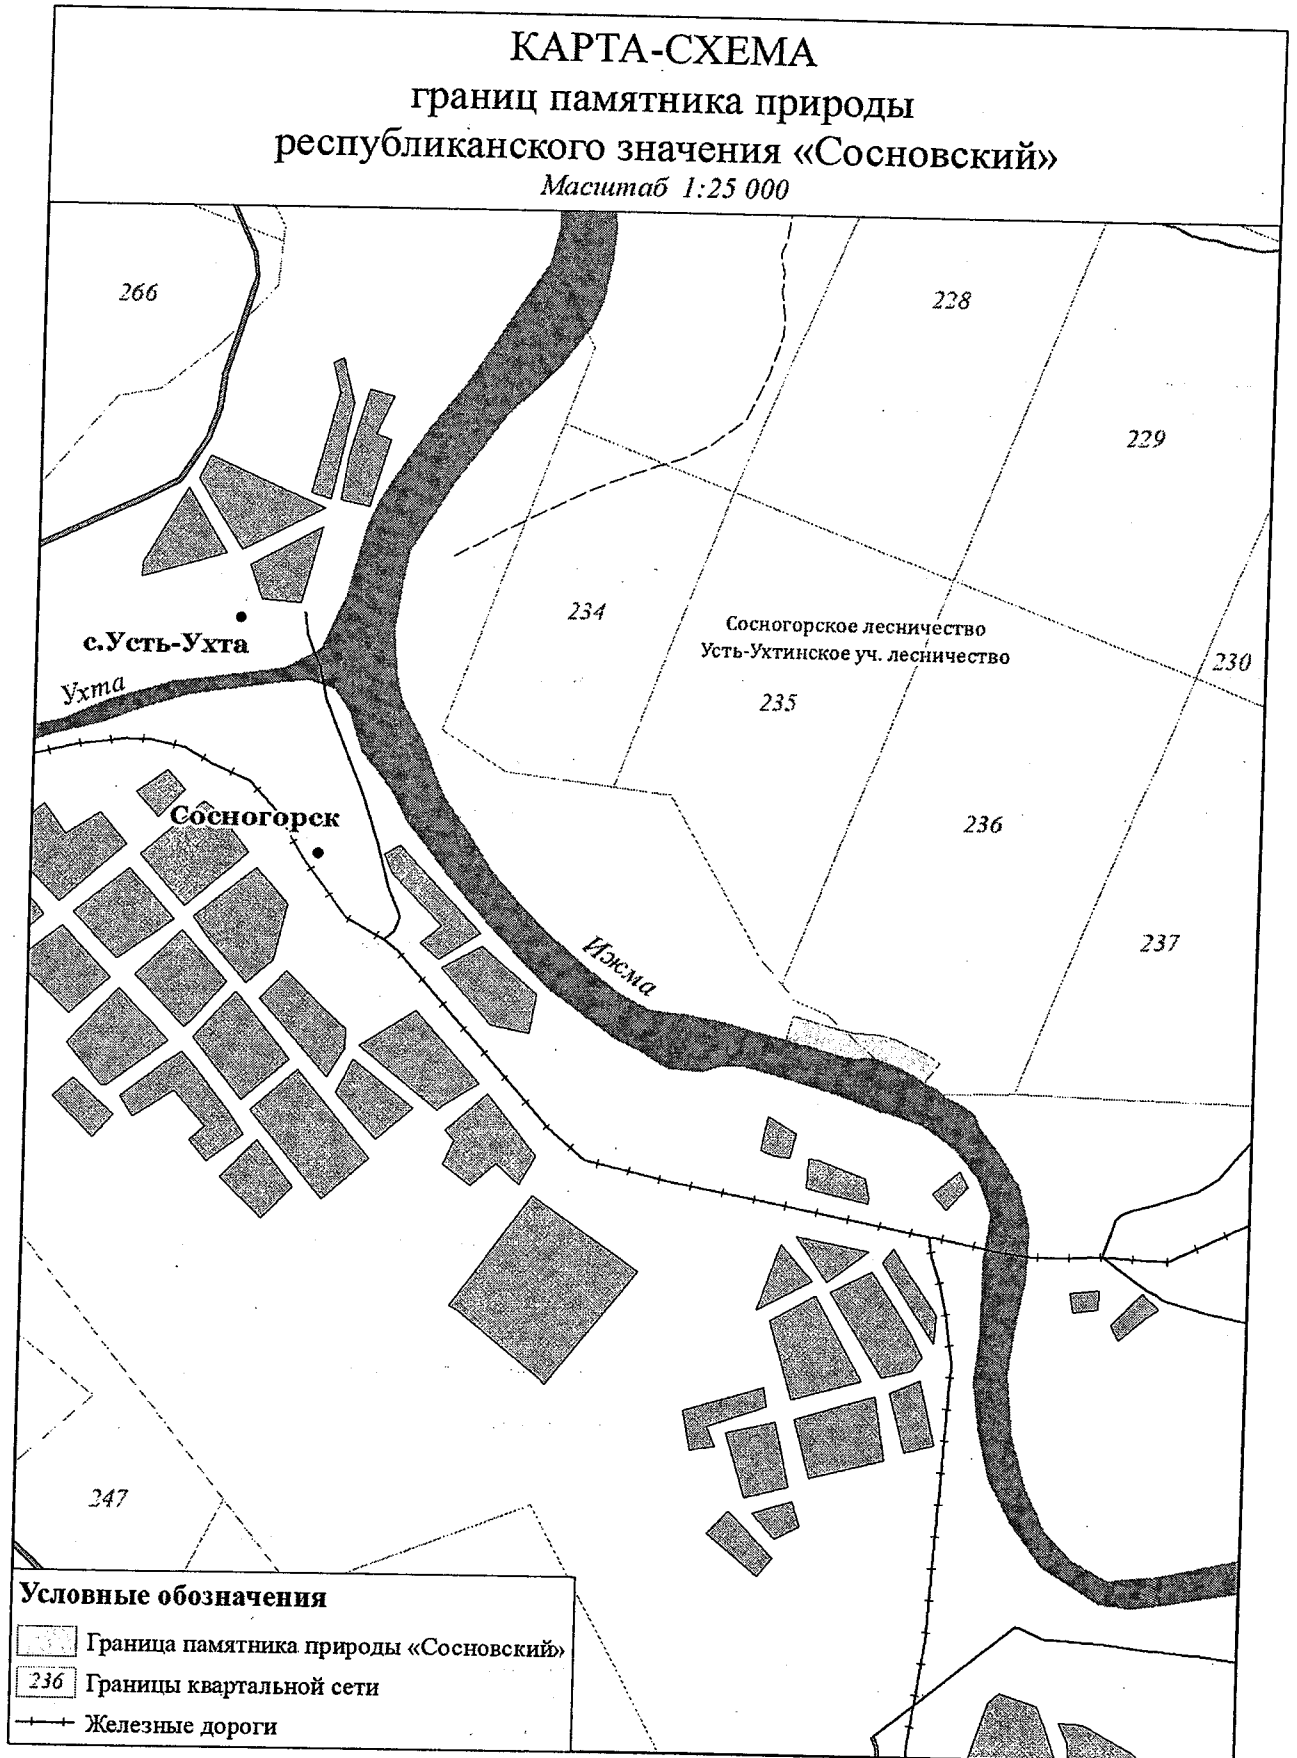 КАРТА-СХЕМА
границ памятника природы
республиканского значения «Сосновский»
Масштаб 1:25 000
266
228
229
234
Сосногорское лесничество
Усть-Ухтинское уч. лесничество
230
235
с.Усть-Ухта
Ухта
Сосногорск
236
237
Ижма
247
Условные обозначения
Граница памятника природы «Сосновский»
236 Границы квартальной сети
Железные дороги